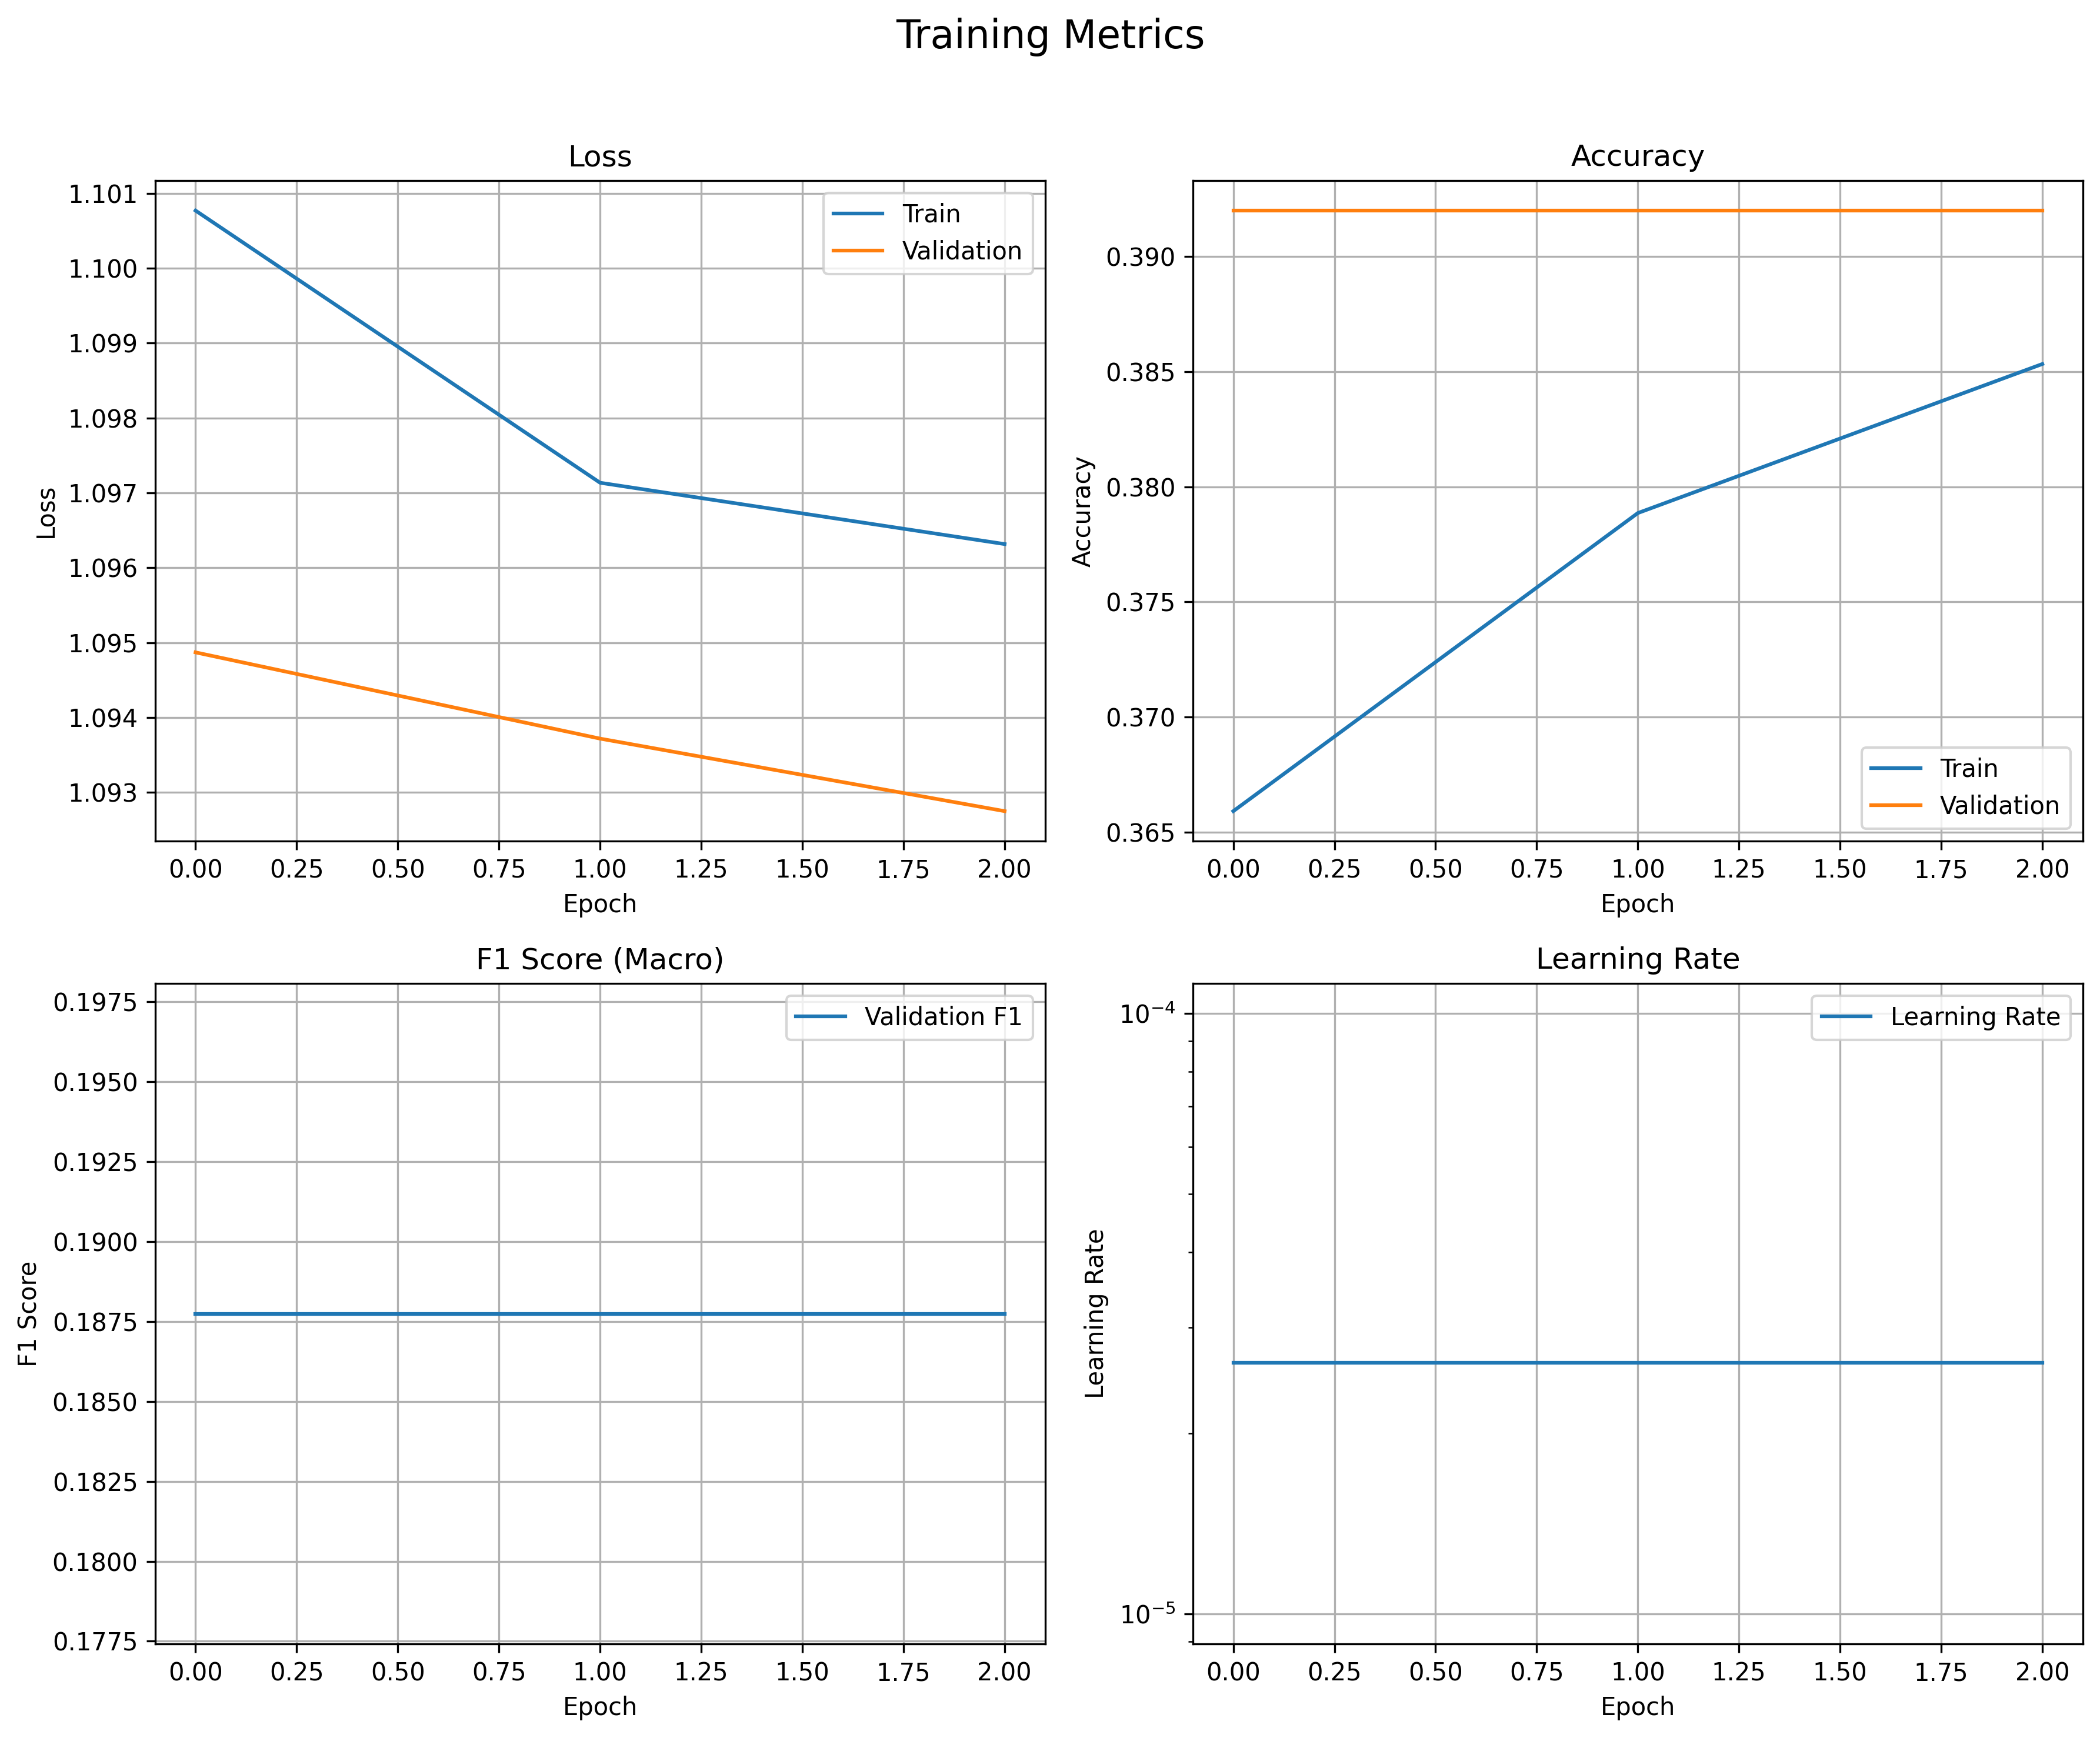 Training Metrics
Loss
1.101
1.100
1.099
1.098
1.097
1.096
1.095
1.094
1.093
Loss
Train
Validation
0.00 0.25 0.50 0.75 1.00 1.25 1.50 1.75 2.00
Epoch
Accuracy
0.390
0.385
0.380
0.375
0.370
0.365
Accuracy
Train
Validation
0.00 0.25 0.50 0.75 1.00 1.25 1.50 1.75 2.00
Epoch
F1 Score (Macro)
0.1975
0.1950
0.1925
0.1900
0.1875
0.1850
0.1825
0.1800
0.1775
F1 Score
Validation F1
0.00 0.25 0.50 0.75 1.00 1.25 1.50 1.75 2.00
Epoch
Learning Rate
10⁻⁴
10⁻⁵
Learning Rate
Learning Rate
0.00 0.25 0.50 0.75 1.00 1.25 1.50 1.75 2.00
Epoch